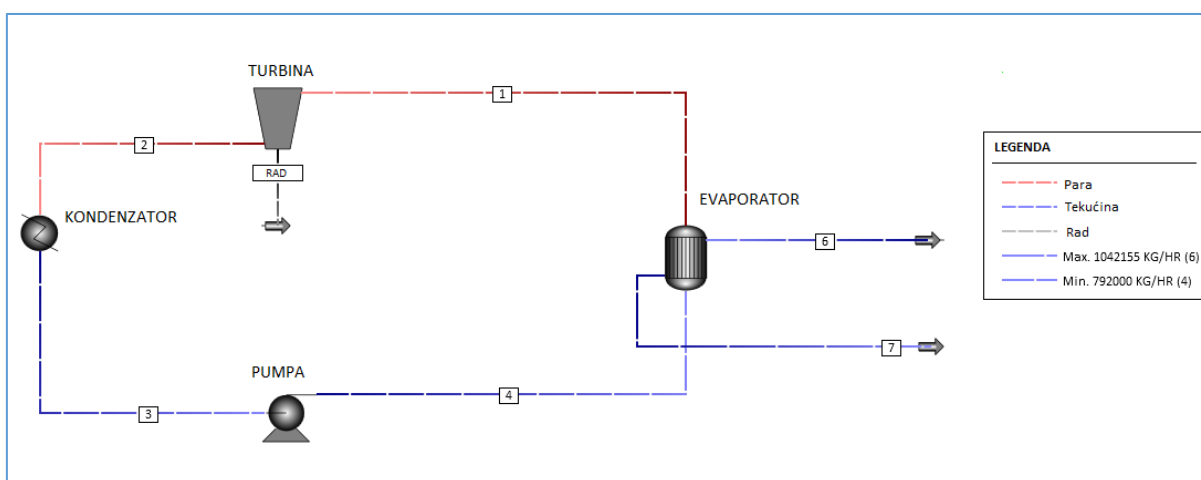 TURBINA
1
2
RAD
KONDENZATOR
EVAPORATOR
6
7
PUMPA
4
3
LEGENDA
Para
Tekućina
Rad
Max. 1042155 KG/HR (6)
Min. 792000 KG/HR (4)